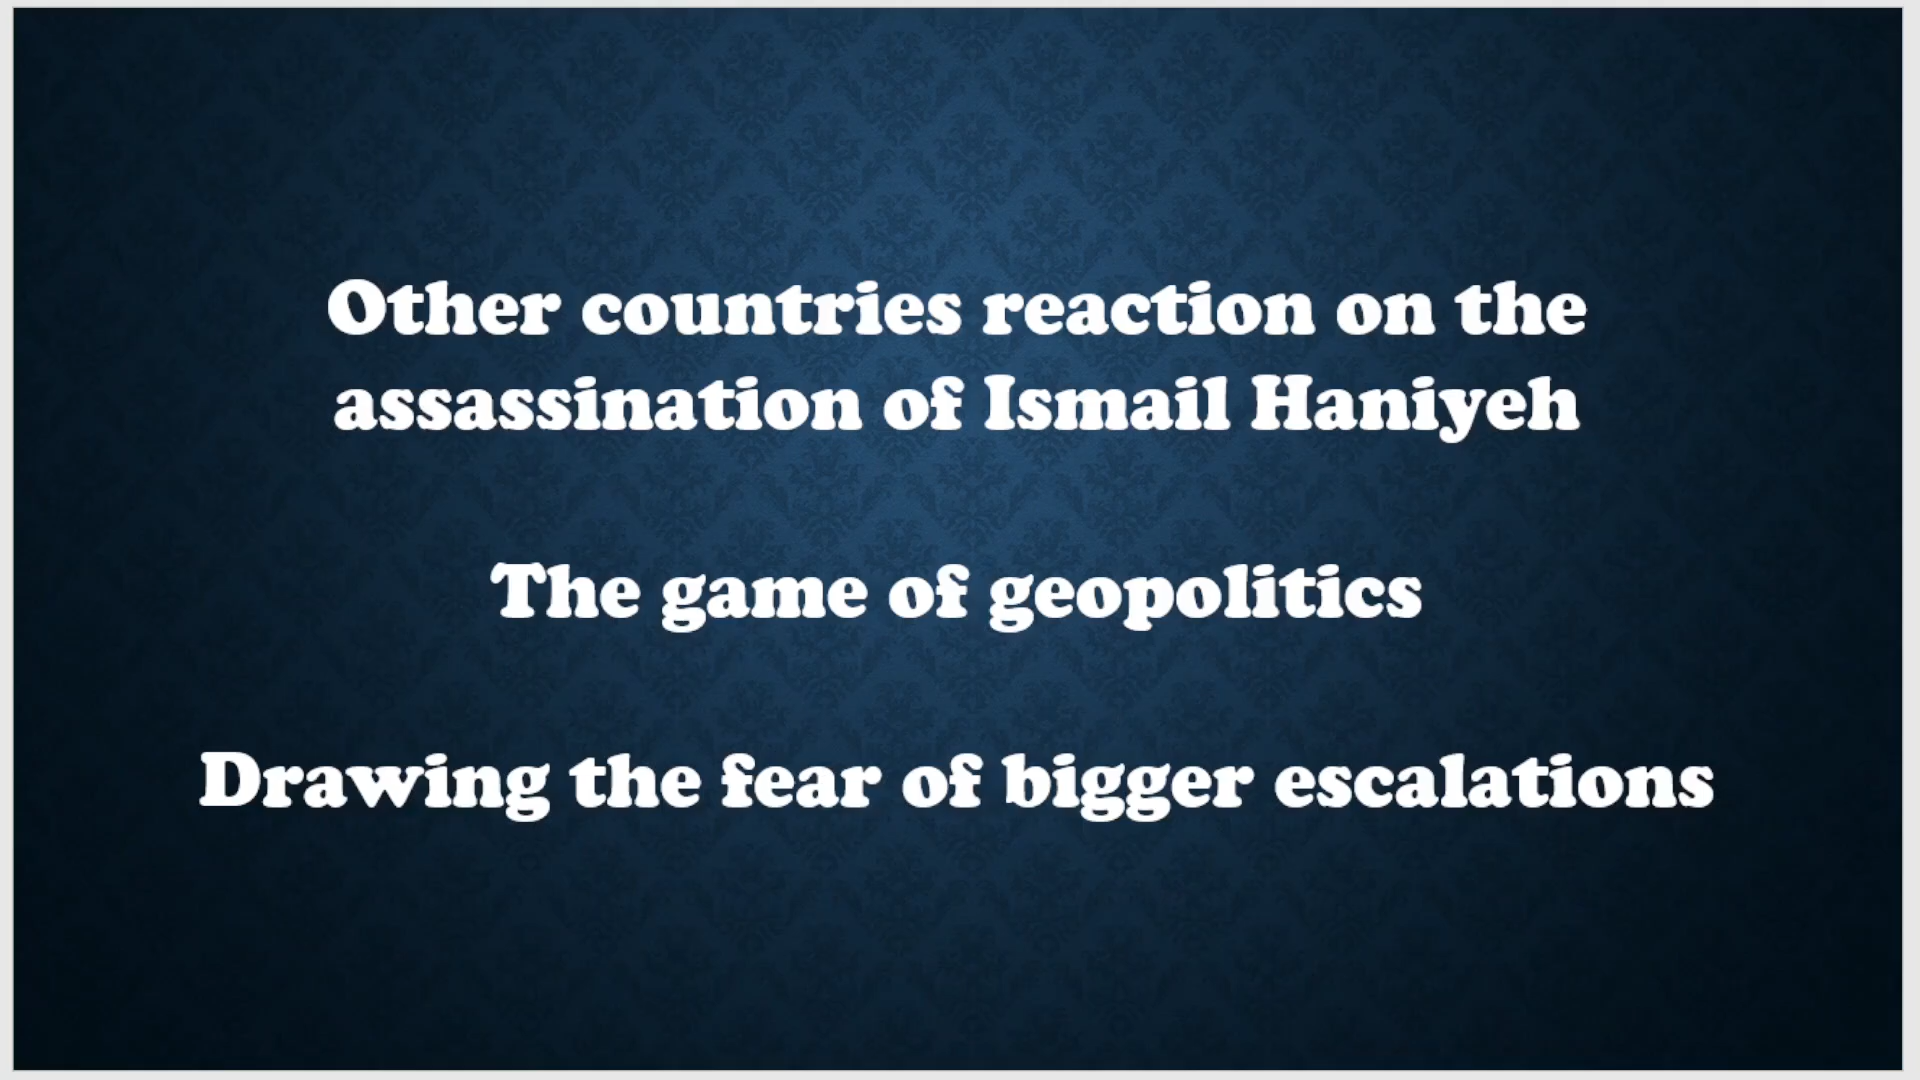 Other countries reaction on the
assassination of Ismail Haniyeh
The game of geopolitics
Drawing the fear of bigger escalations